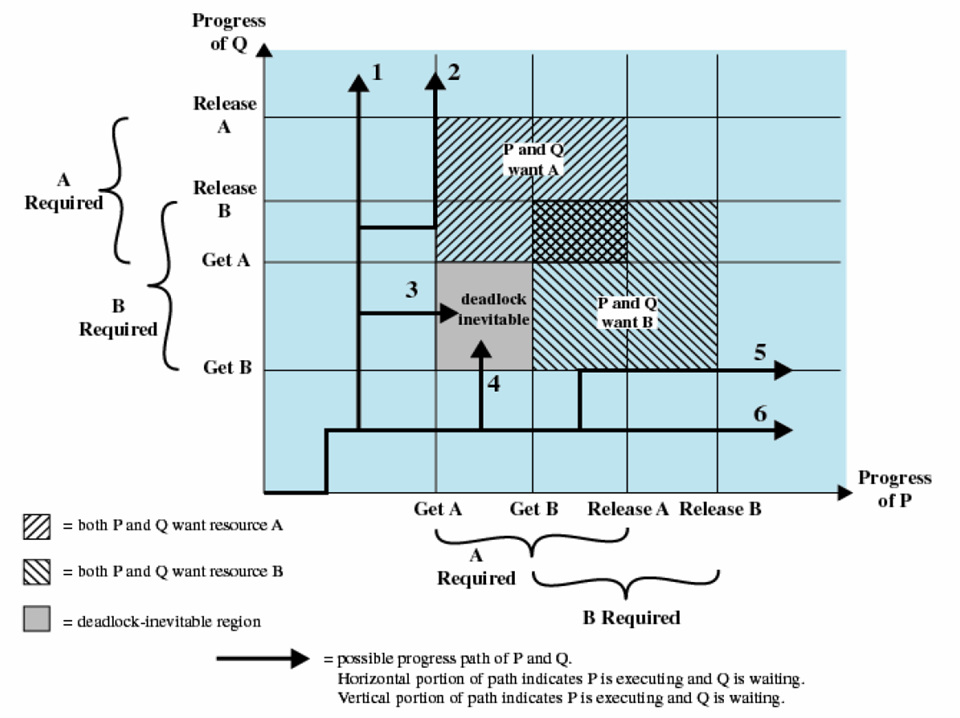 Progress
of Q
1
2
Release
A
P and Q
want A
A
Required
Release
B
Get A
3
deadlock
inevitable
P and Q
want B
B
Required
Get B
4
5
6
Progress
of P
Get A
Get B
Release A
Release B
A
Required
B Required
= both P and Q want resource A
= both P and Q want resource B
= deadlock-inevitable region
= possible progress path of P and Q.
Horizontal portion of path indicates P is executing and Q is waiting.
Vertical portion of path indicates P is executing and Q is waiting.